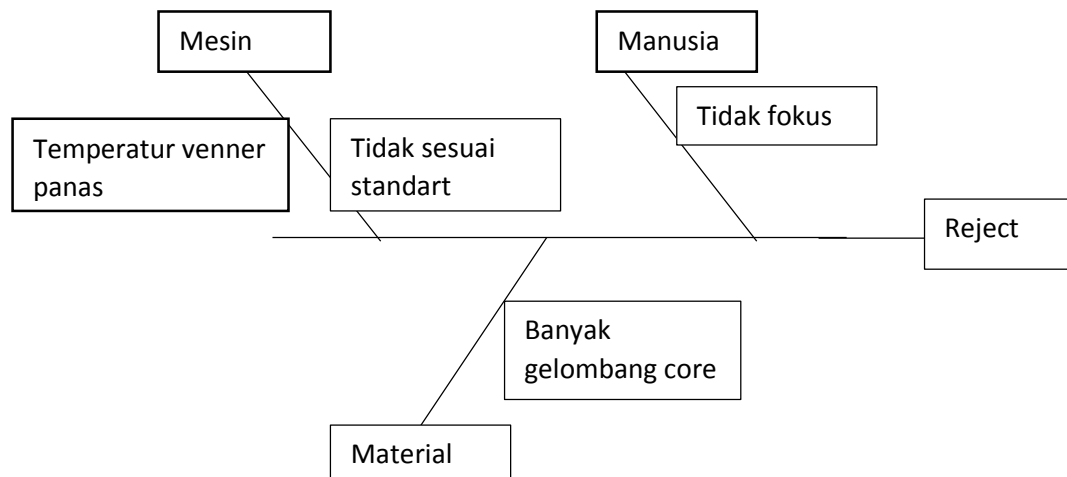 Mesin
Manusia
Tidak fokus
Temperatur venner
panas
Tidak sesuai
standart
Reject
Banyak
gelombang core
Material